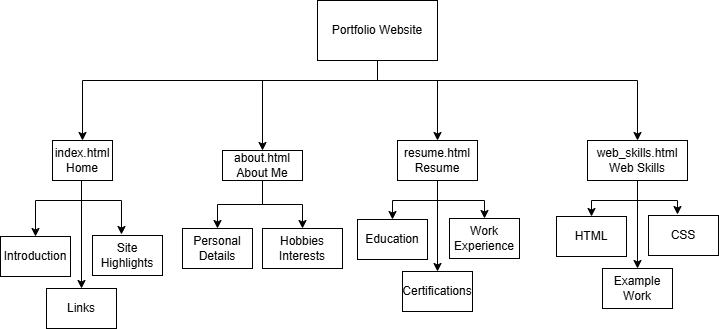 Portfolio Website
index.html
Home
about.html
About Me
resume.html
Resume
web_skills.html
Web Skills
Introduction
Site
Highlights
Links
Personal
Details
Hobbies
Interests
Education
Work
Experience
Certifications
HTML
CSS
Example
Work